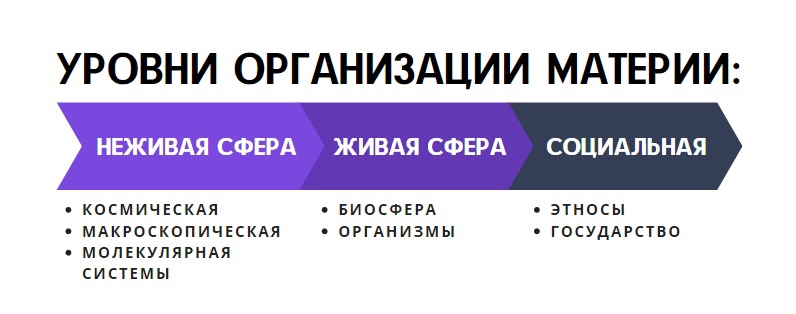 УРОВНИ ОРГАНИЗАЦИИ МАТЕРИИ:
НЕЖИВАЯ СФЕРА
ЖИВАЯ СФЕРА
СОЦИАЛЬНАЯ
• КОСМИЧЕСКАЯ
• МАКРОСКОПИЧЕСКАЯ
• МОЛЕКУЛЯРНАЯ
СИСТЕМЫ
• БИОСФЕРА
• ОРГАНИЗМЫ
• ЭТНОСЫ
• ГОСУДАРСТВО